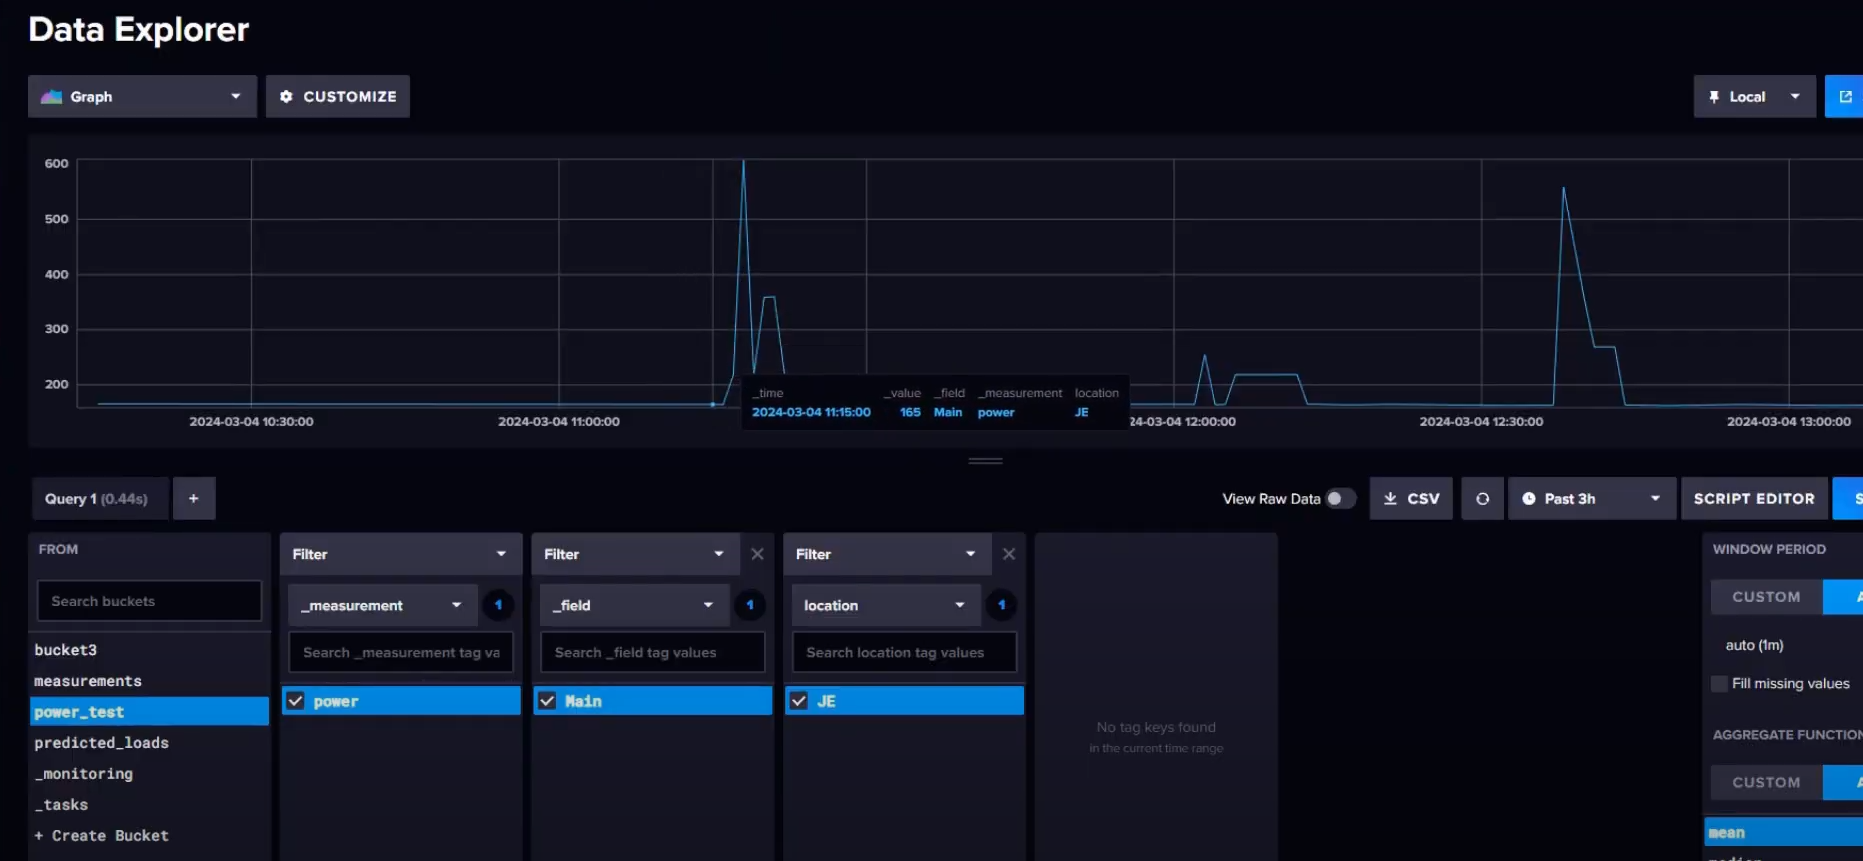 Data Explorer
Graph
CUSTOMIZE
Local
600
500
400
300
200
_time _value _field _measurement location
2024-03-04 11:15:00 165 Main power JE
2024-03-04 10:30:00
2024-03-04 11:00:00
24-03-04 12:00:00
2024-03-04 12:30:00
2024-03-04 13:00:00
Query 1 (0.44s)
+
View Raw Data
CSV
Past 3h
SCRIPT EDITOR
S
FROM
Search buckets
bucket3
measurements
power_test
predicted_loads
_monitoring
_tasks
+ Create Bucket
Filter
_measurement
1
Search _measurement tag va
power
Filter
_field
1
Search _field tag values
Main
Filter
location
1
Search location tag values
JE
No tag keys found
in the current time range
WINDOW PERIOD
CUSTOM
A
auto (1m)
Fill missing values
AGGREGATE FUNCTION
CUSTOM
A
mean